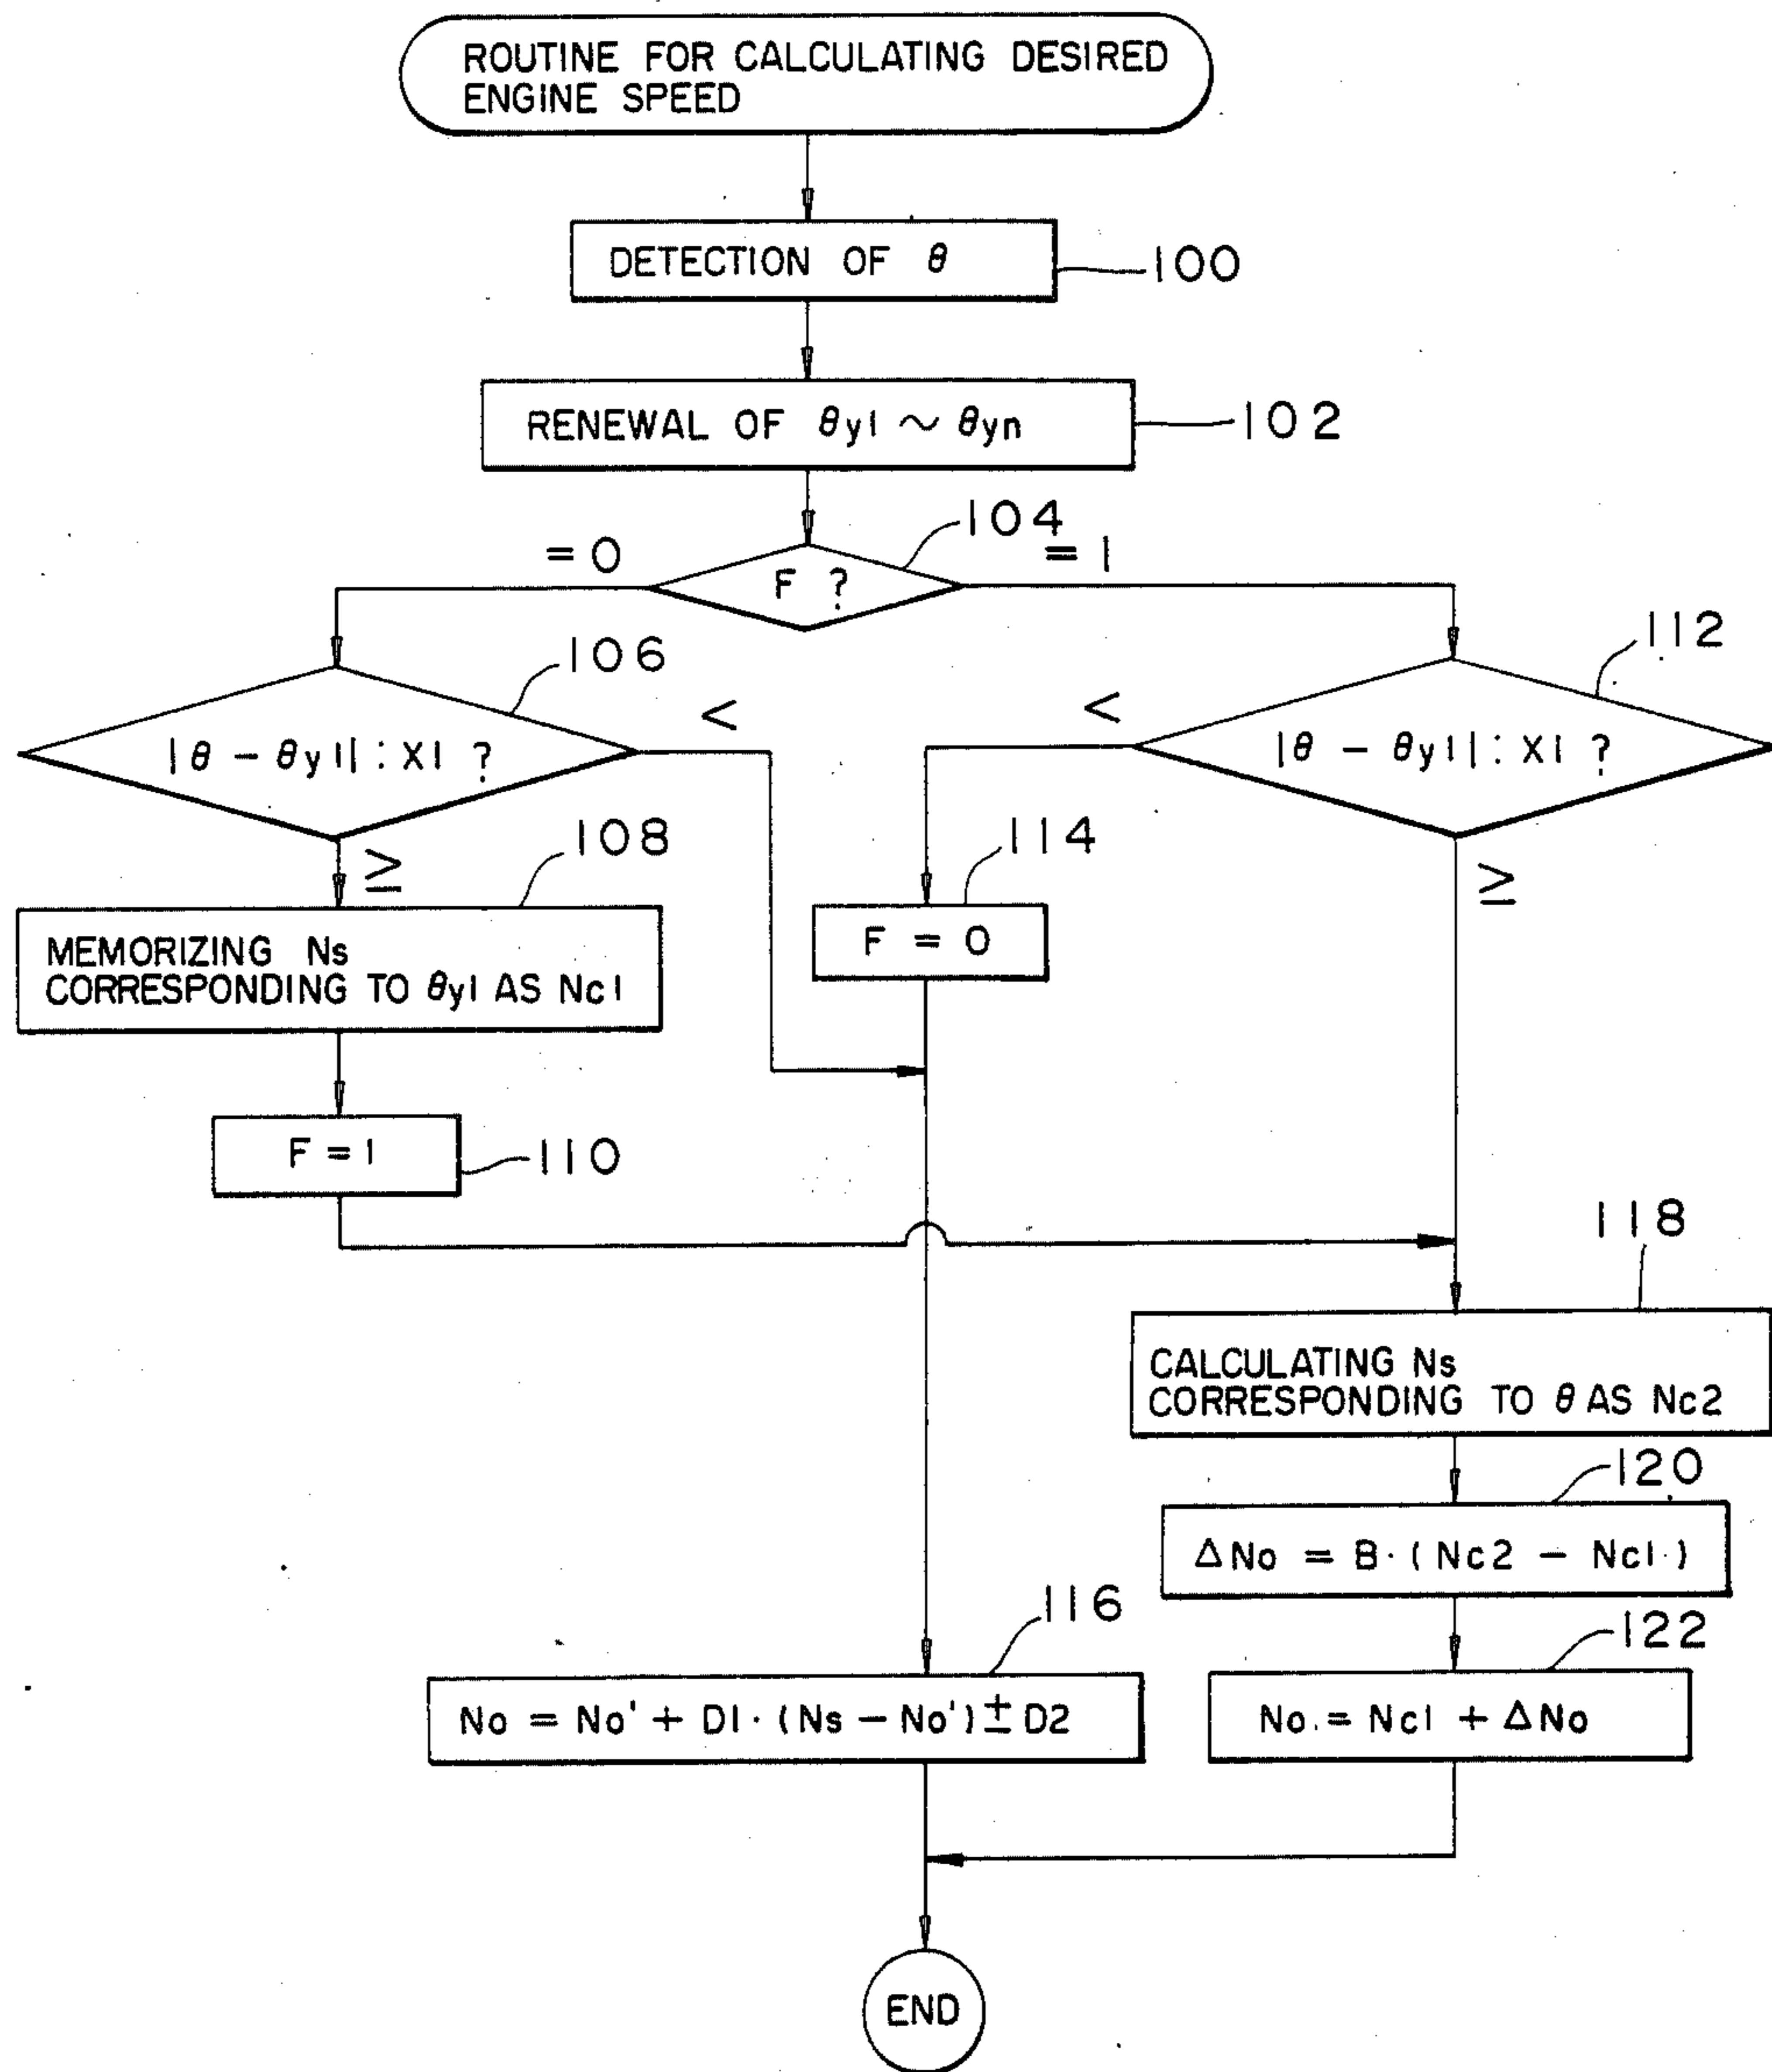 ROUTINE FOR CALCULATING DESIRED
ENGINE SPEED
DETECTION OF θ
100
RENEWAL OF θy1 ~ θyn
102
104
= 0
F ?
= 1
106
|θ - θy1| : X1 ?
<
≥
112
<
|θ - θy1| : X1 ?
≥
108
MEMORIZING Ns
CORRESPONDING TO θy1 AS Nc1
114
F = 0
F = 1
110
118
CALCULATING Ns
CORRESPONDING TO θ AS Nc2
120
ΔNo = B · (Nc2 - Nc1)
116
No = No' + D1 · (Ns - No') ± D2
122
No = Nc1 + ΔNo
END